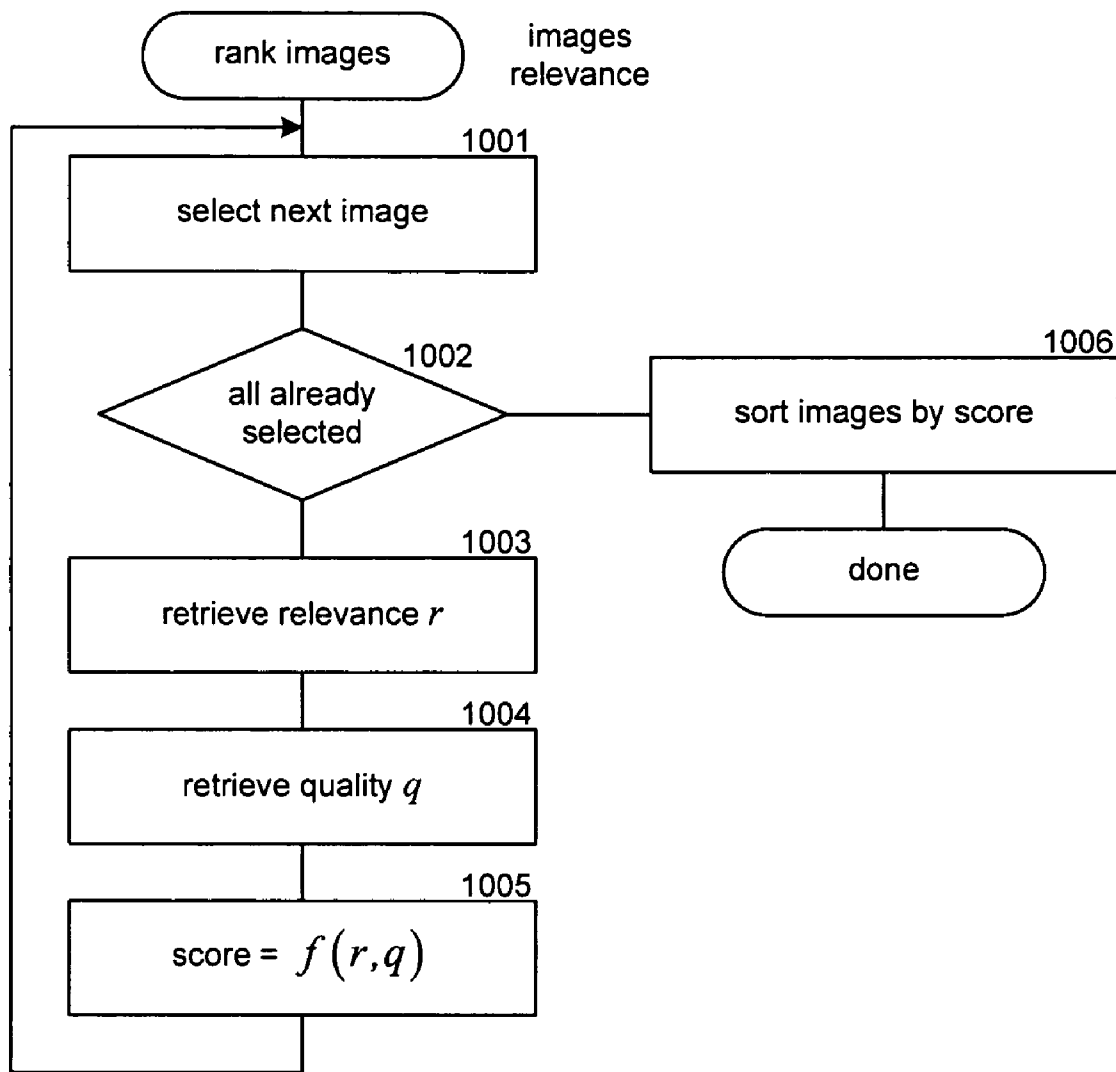 rank images
images
relevance
1001
select next image
1002
all already
selected
1006
sort images by score
1003
retrieve relevance r
done
1004
retrieve quality q
1005
score = f(r,q)